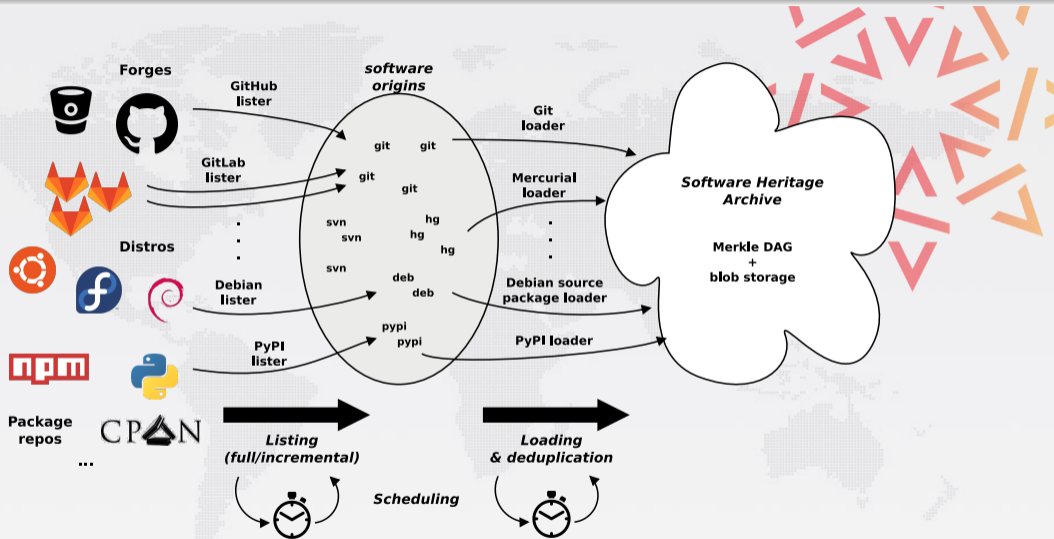 Forges
GitHub
lister
GitLab
lister
.
.
.
Distros
Debian
lister
PyPI
lister
npm
Package
repos
CPAN
...
software
origins
git
git
git
git
svn
svn
svn
hg
hg
hg
deb
deb
pypi
pypi
Git
loader
Mercurial
loader
.
.
.
Debian source
package loader
PyPI loader
Software Heritage
Archive
Merkle DAG
+
blob storage
Listing
(full/incremental)
Scheduling
Loading
& deduplication